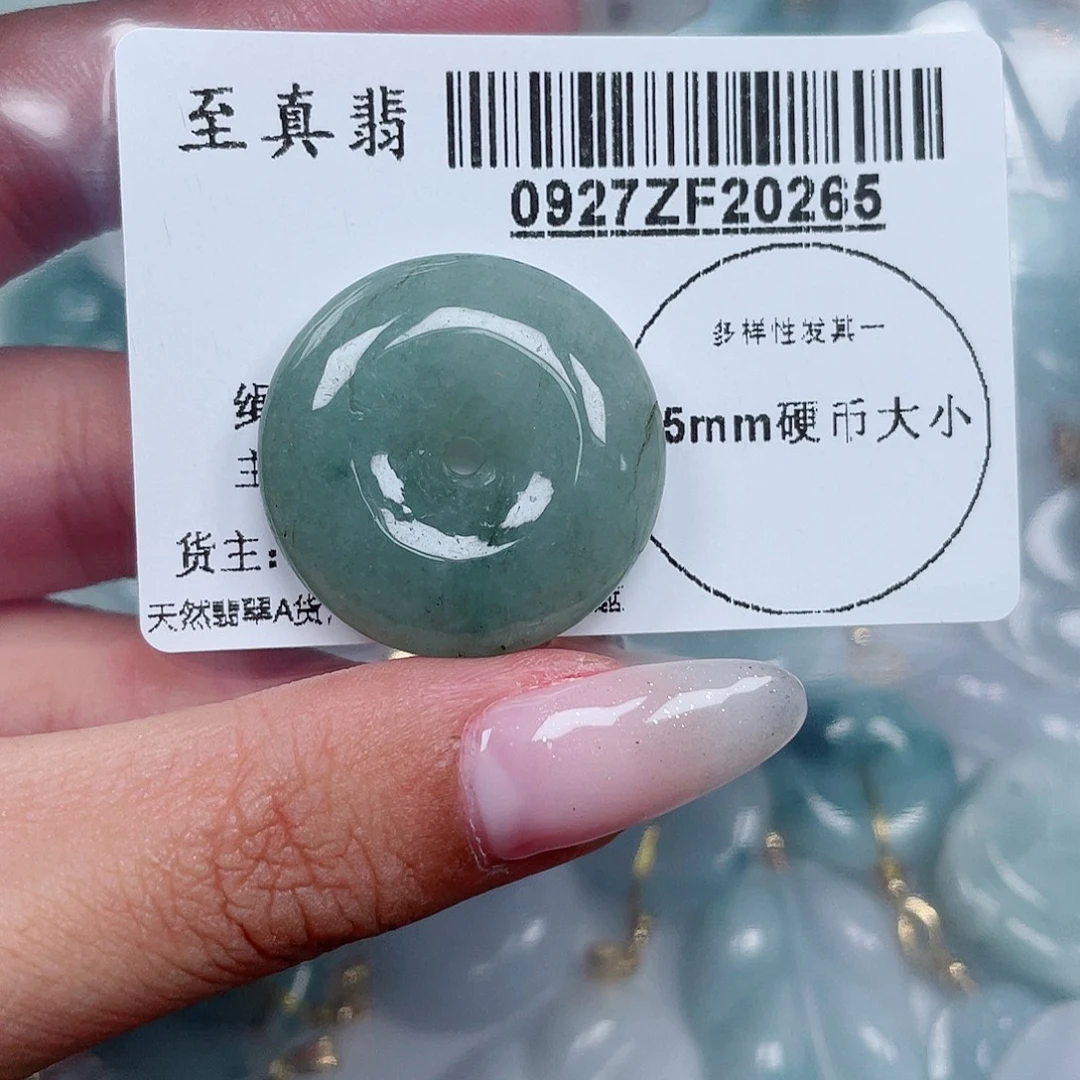 至真翡
0927ZF20265
多样性发其一
5mm硬币大小
货主:
天然翡翠A货,